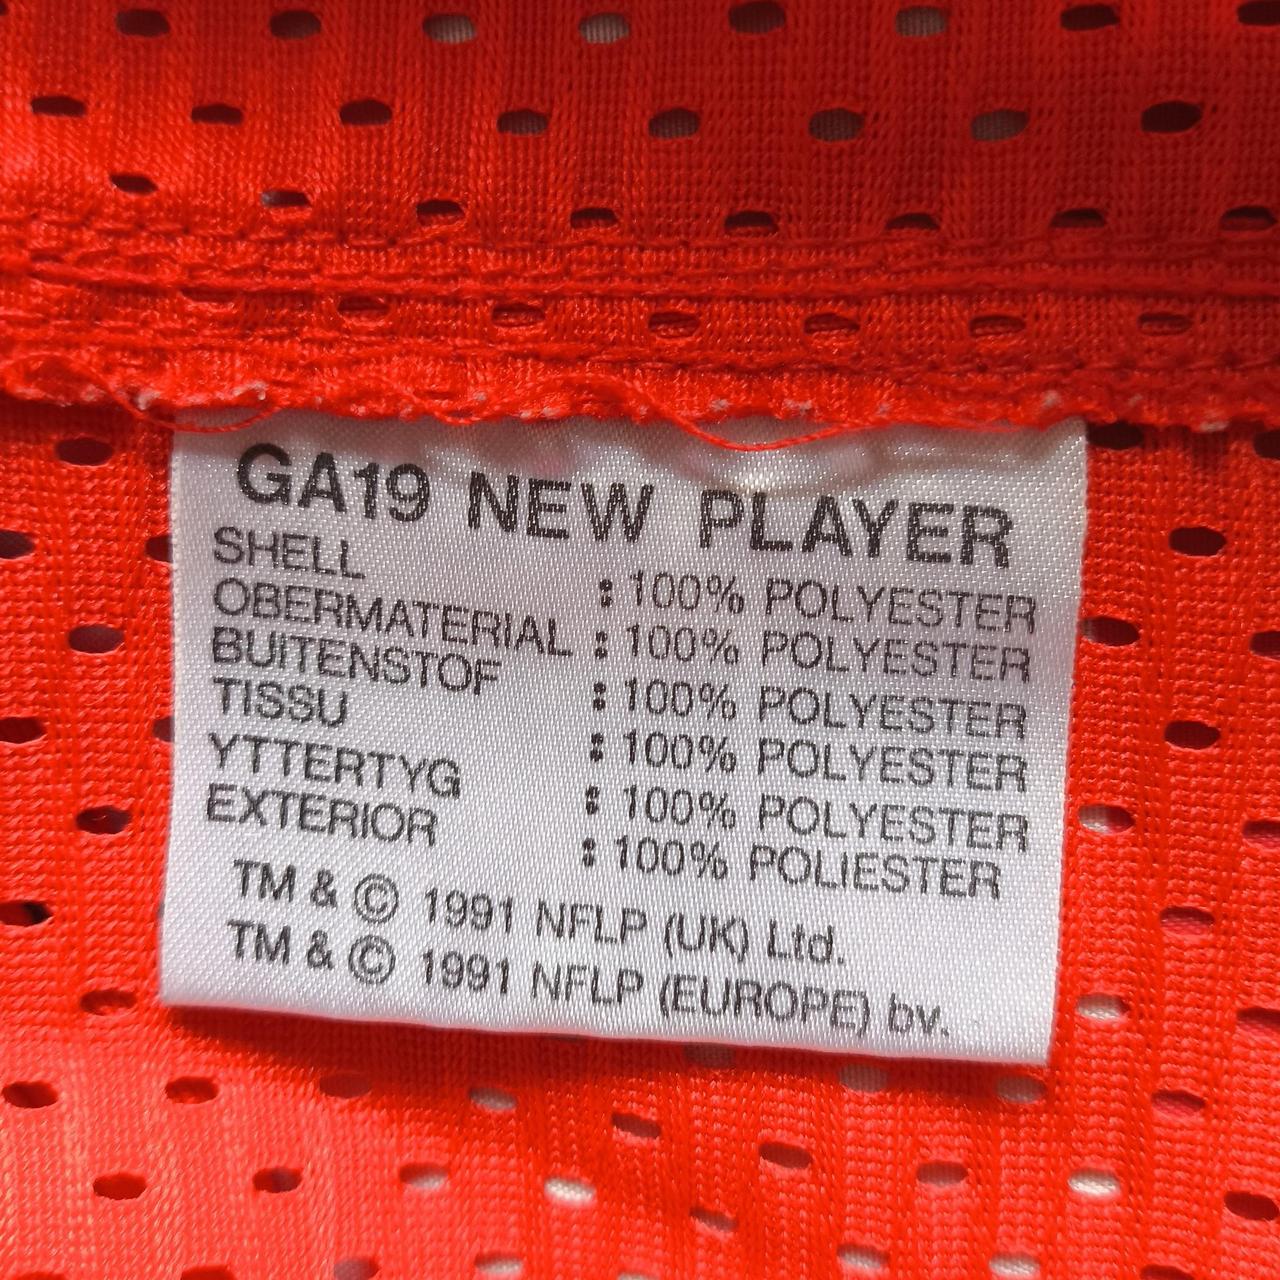 GA19 NEW PLAYER
SHELL : 100% POLYESTER
OBERMATERIAL : 100% POLYESTER
BUITENSTOF : 100% POLYESTER
TISSU : 100% POLYESTER
YTTERTYG : 100% POLYESTER
EXTERIOR : 100% POLIESTER
TM & © 1991 NFLP (UK) Ltd.
TM & © 1991 NFLP (EUROPE) bv.